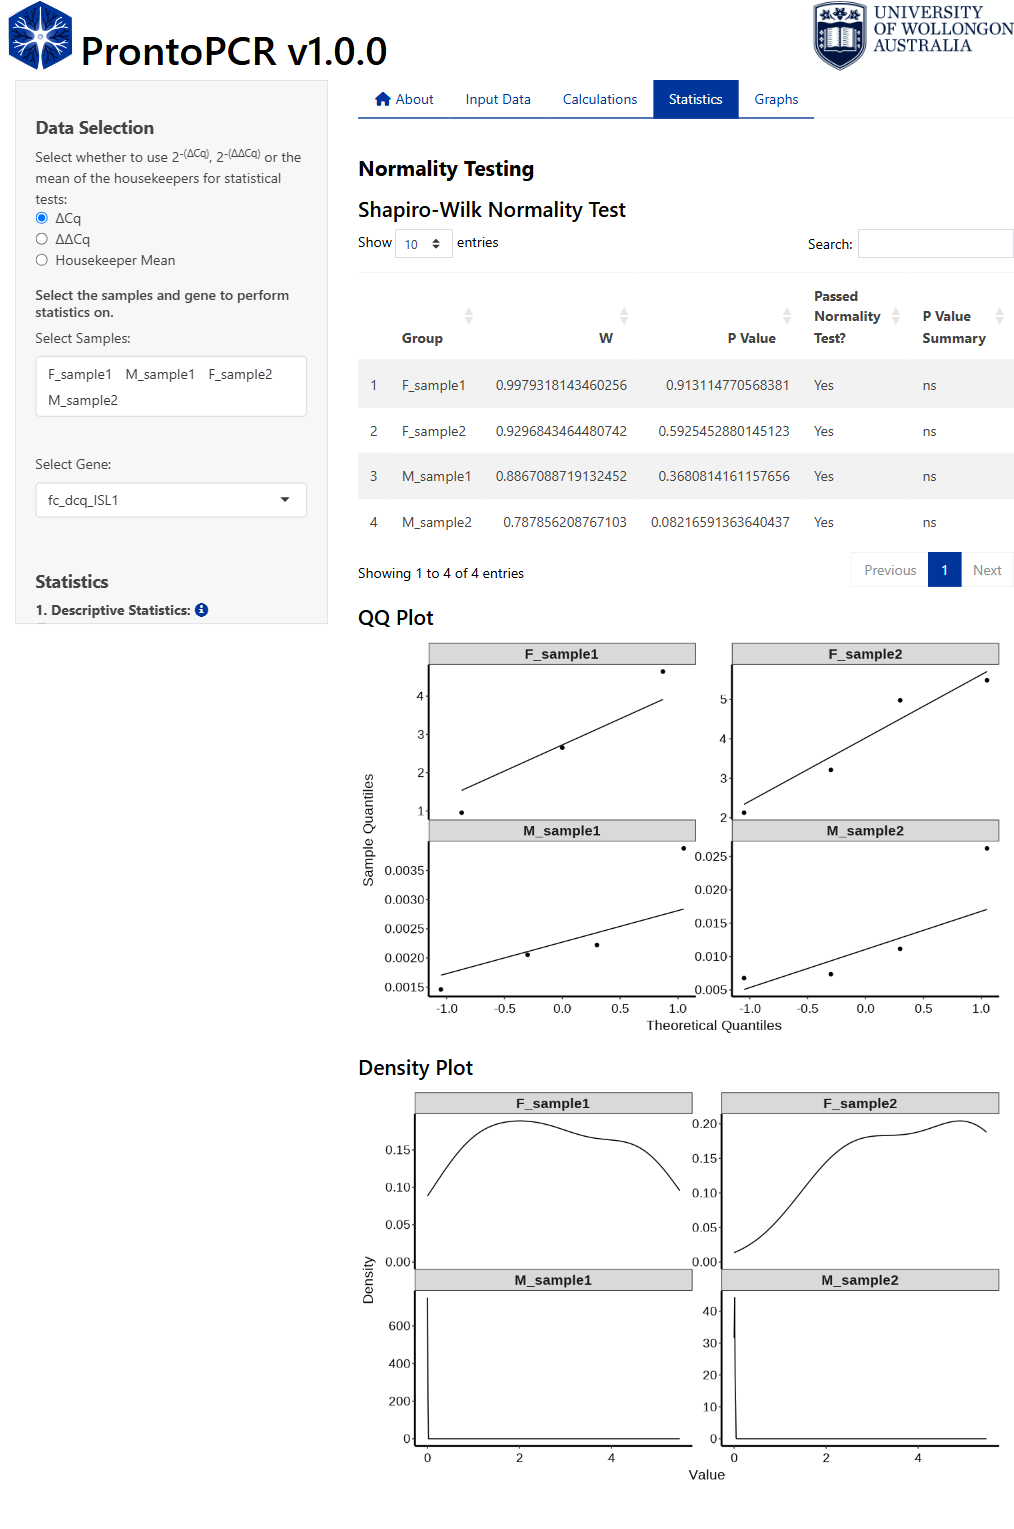 ProntoPCR v1.0.0
UNIVERSITY
OF WOLLONGONG
AUSTRALIA
Data Selection
Select whether to use 2-(ΔCq), 2-(ΔΔCq) or the
mean of the housekeepers for statistical
tests:
ΔCq
ΔΔCq
Housekeeper Mean
Select the samples and gene to perform
statistics on.
Select Samples:
F_sample1 M_sample1 F_sample2
M_sample2
Select Gene:
fc_dcq_ISL1
Statistics
1. Descriptive Statistics:
About Input Data Calculations Statistics Graphs
Normality Testing
Shapiro-Wilk Normality Test
Show 10 entries Search:
Group W P Value Passed Normality Test? P Value Summary
1 F_sample1 0.9979318143460256 0.913114770568381 Yes ns
2 F_sample2 0.9296843464480742 0.5925452880145123 Yes ns
3 M_sample1 0.8867088719132452 0.3680814161157656 Yes ns
4 M_sample2 0.787856208767103 0.08216591363640437 Yes ns
Showing 1 to 4 of 4 entries Previous 1 Next
QQ Plot
F_sample1 F_sample2
4
3
2
1
5
4
3
2
Sample Quantiles
M_sample1 M_sample2
0.0035
0.0030
0.0025
0.0020
0.0015
0.025
0.020
0.015
0.010
0.005
-1.0 -0.5 0.0 0.5 1.0 -1.0 -0.5 0.0 0.5 1.0
Theoretical Quantiles
Density Plot
F_sample1 F_sample2
0.15
0.10
0.05
0.00
0.20
0.15
0.10
0.05
0.00
Density
M_sample1 M_sample2
600
400
200
0
40
30
20
10
0
0 2 4 0 2 4
Value